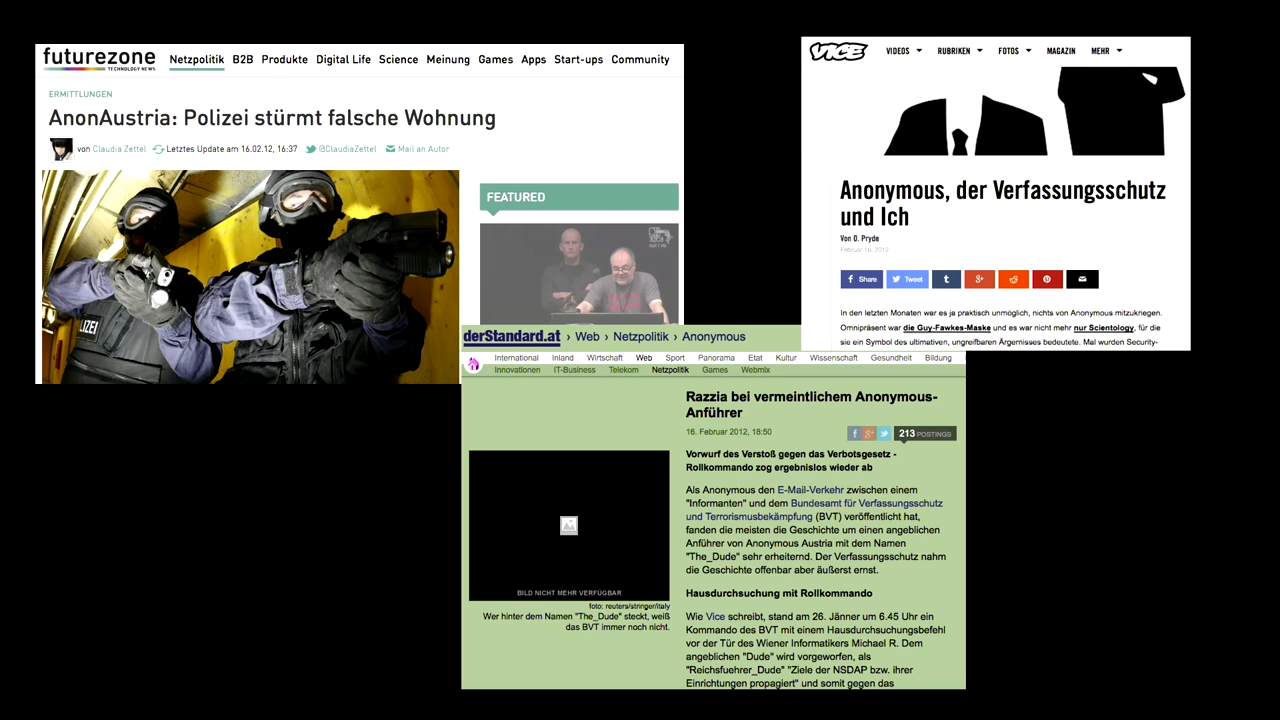 futurezone
TECHNOLOGY NEWS
Netzpolitik B2B Produkte Digital Life Science Meinung Games Apps Start-ups Community
ERMITTLUNGEN
AnonAustria: Polizei stürmt falsche Wohnung
von Claudia Zettel Letztes Update am 16.02.12, 16:37 @ClaudiaZettel Mail an Autor
FEATURED
VICE
VIDEOS RUBRIKEN FOTOS MAGAZIN MEHR
Anonymous, der Verfassungsschutz
und Ich
Von O. Pryde
Februar 16, 2012
Share Tweet
In den letzten Monaten war es ja praktisch unmöglich, nichts von Anonymous mitzukriegen.
Omnipräsent war die Guy-Fawkes-Maske und es war nicht mehr nur Scientology, für die
sie ein Symbol des ultimativen, ungreifbaren Ärgernisses bedeutete. Mal wurden Security-
derStandard.at › Web › Netzpolitik › Anonymous
International Inland Wirtschaft Web Sport Panorama Etat Kultur Wissenschaft Gesundheit Bildung
Innovationen IT-Business Telekom Netzpolitik Games Webmix
Razzia bei vermeintlichem Anonymous-
Anführer
16. Februar 2012, 18:50
213 POSTINGS
Vorwurf des Verstoß gegen das Verbotsgesetz -
Rollkommando zog ergebnislos wieder ab
Als Anonymous den E-Mail-Verkehr zwischen einem
"Informanten" und dem Bundesamt für Verfassungsschutz
und Terrorismusbekämpfung (BVT) veröffentlicht hat,
fanden die meisten die Geschichte um einen angeblichen
Anführer von Anonymous Austria mit dem Namen
"The_Dude" sehr erheiternd. Der Verfassungsschutz nahm
die Geschichte offenbar aber äußerst ernst.
Hausdurchsuchung mit Rollkommando
Wie Vice schreibt, stand am 26. Jänner um 6.45 Uhr ein
Kommando des BVT mit einem Hausdurchsuchungsbefehl
vor der Tür des Wiener Informatikers Michael R. Dem
angeblichen "Dude" wird vorgeworfen, als
"Reichsfuehrer_Dude" "Ziele der NSDAP bzw. ihrer
Einrichtungen propagiert" und somit gegen das
BILD NICHT MEHR VERFÜGBAR
foto: reuters/stringer/italy
Wer hinter dem Namen "The_Dude" steckt, weiß
das BVT immer noch nicht.